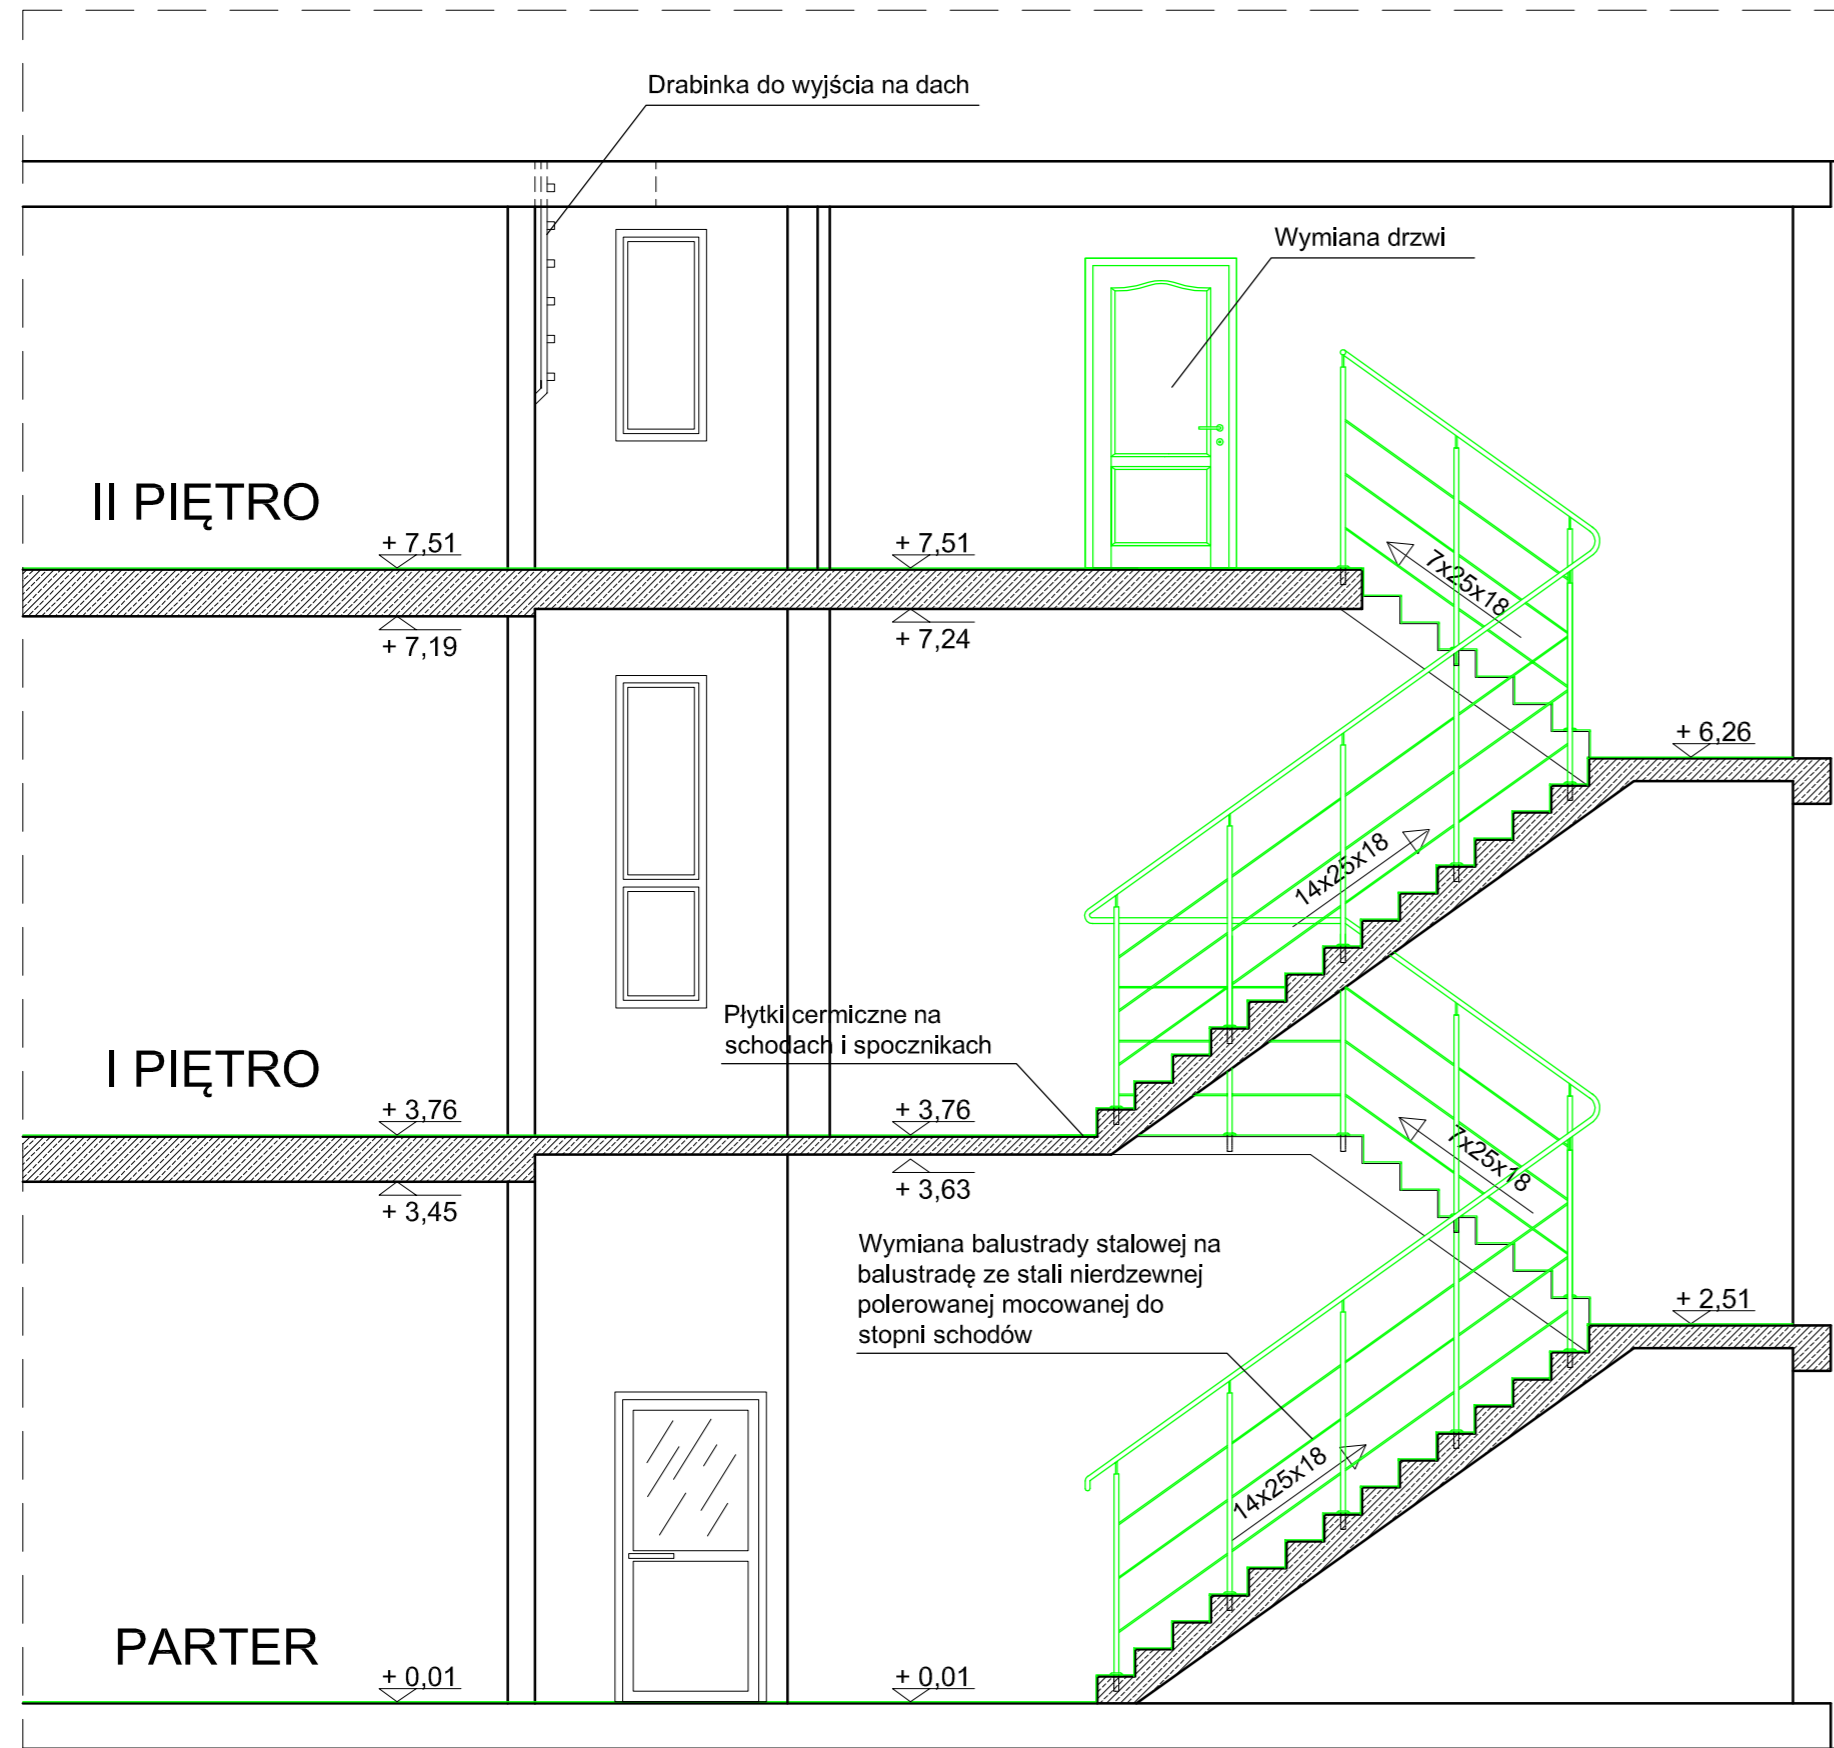 Drabinka do wyjścia na dach
Wymiana drzwi
II PIĘTRO
+ 7,51
+ 7,51
7x25x18
+ 7,19
+ 7,24
+ 6,26
14x25x18
Płytki cermiczne na
schodach i spocznikach
I PIĘTRO
+ 3,76
+ 3,76
7x25x18
+ 3,45
+ 3,63
Wymiana balustrady stalowej na
balustradę ze stali nierdzewnej
polerowanej mocowanej do
stopni schodów
+ 2,51
14x25x18
PARTER
+ 0,01
+ 0,01